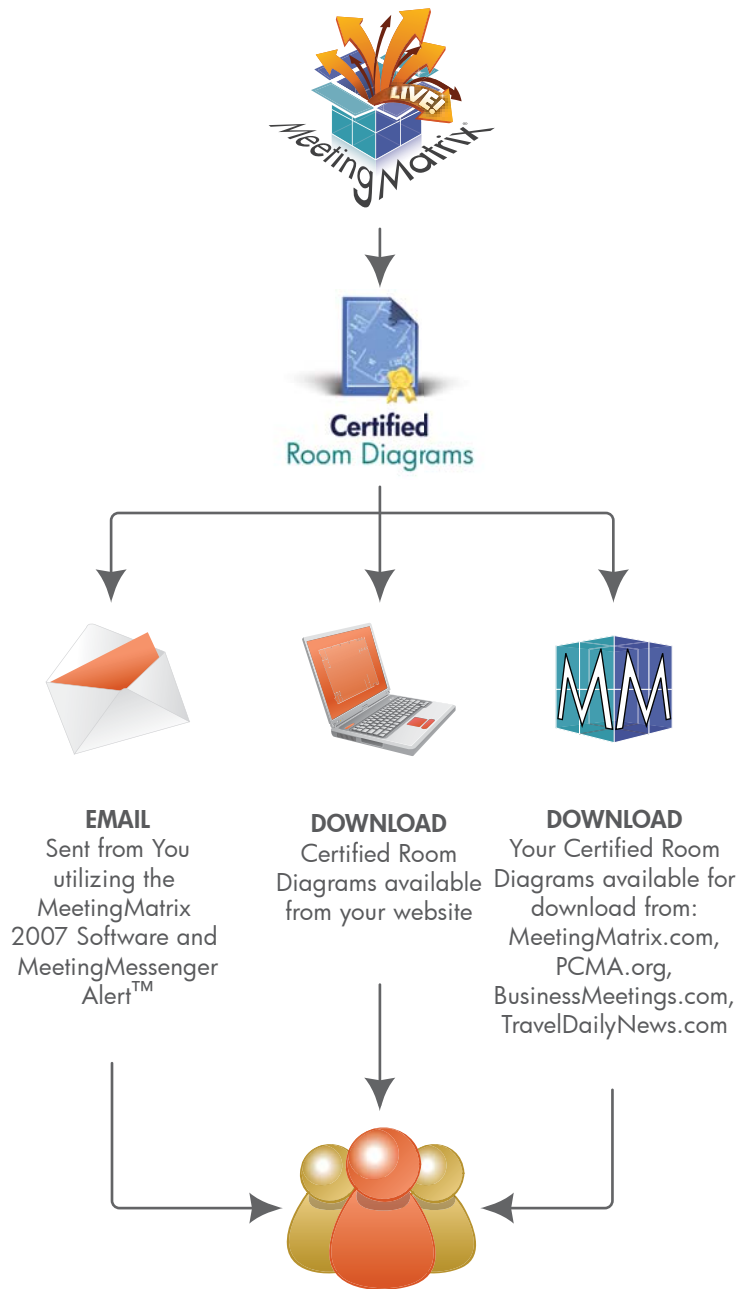 LIVE!
MeetingMatrix
Certified
Room Diagrams
MM
EMAIL
Sent from You
utilizing the
MeetingMatrix
2007 Software and
MeetingMessenger
Alert™
DOWNLOAD
Certified Room
Diagrams available
from your website
DOWNLOAD
Your Certified Room
Diagrams available for
download from:
MeetingMatrix.com,
PCMA.org,
BusinessMeetings.com,
TravelDailyNews.com